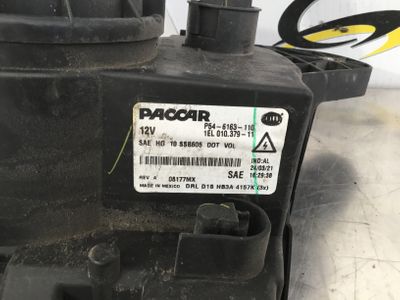 PACCAR
P54-6163-110
12V
1EL 010.379-11
SAE HG 10 SSB605 DOT VOL
IND:AL
24/03/21
16:29:30
REV A 08177MX SAE
MADE IN MEXICO DRL D1S HB3A 4157K (3x)